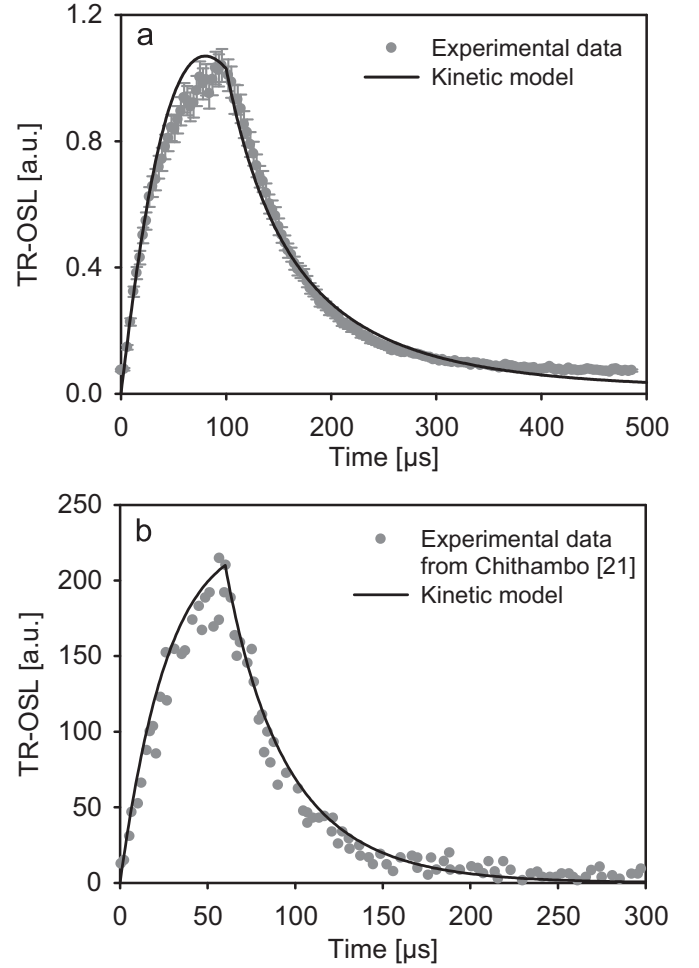 a
Experimental data
Kinetic model
TR-OSL [a.u.]
1.2
0.8
0.4
0.0
0 100 200 300 400 500
Time [µs]
b
Experimental data
from Chithambo [21]
Kinetic model
TR-OSL [a.u.]
250
200
150
100
50
0
0 50 100 150 200 250 300
Time [µs]